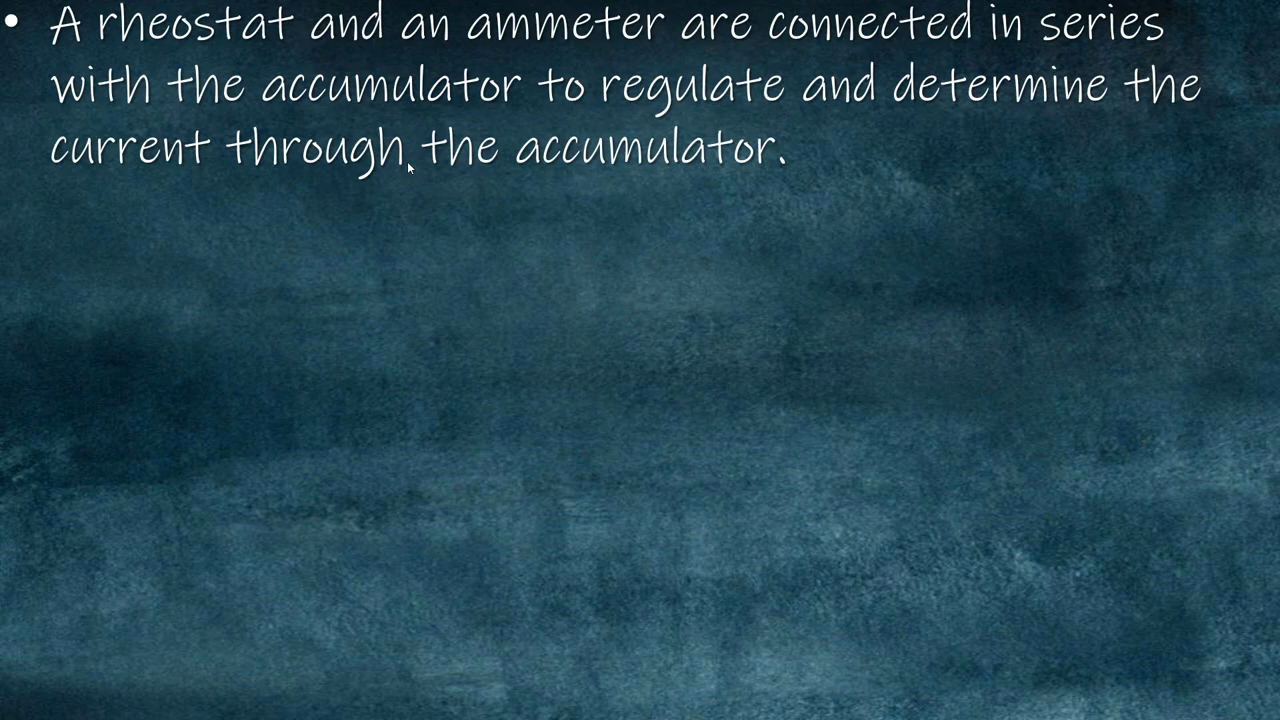 • A rheostat and an ammeter are connected in series
with the accumulator to regulate and determine the
current through the accumulator.